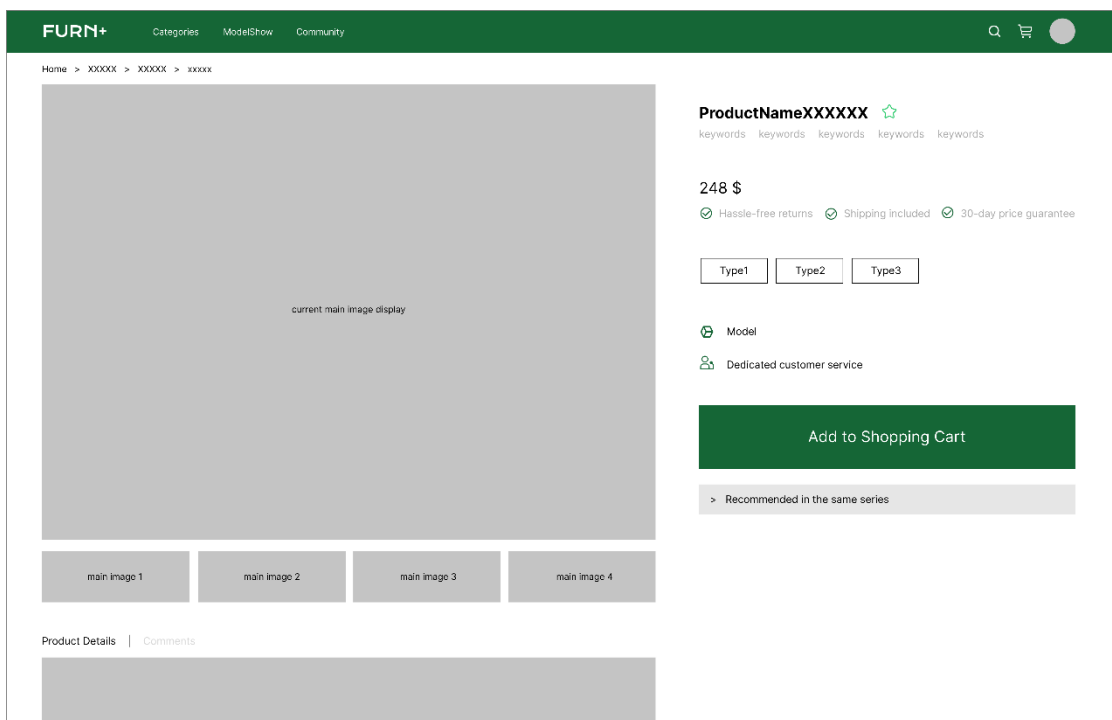 FURN+ Categories ModelShow Community
Home > XXXXX > XXXXX > xxxxx
current main image display
main image 1 main image 2 main image 3 main image 4
Product Details | Comments
ProductNameXXXXXX
keywords keywords keywords keywords keywords
248 $
Hassle-free returns Shipping included 30-day price guarantee
Type1 Type2 Type3
Model
Dedicated customer service
Add to Shopping Cart
> Recommended in the same series